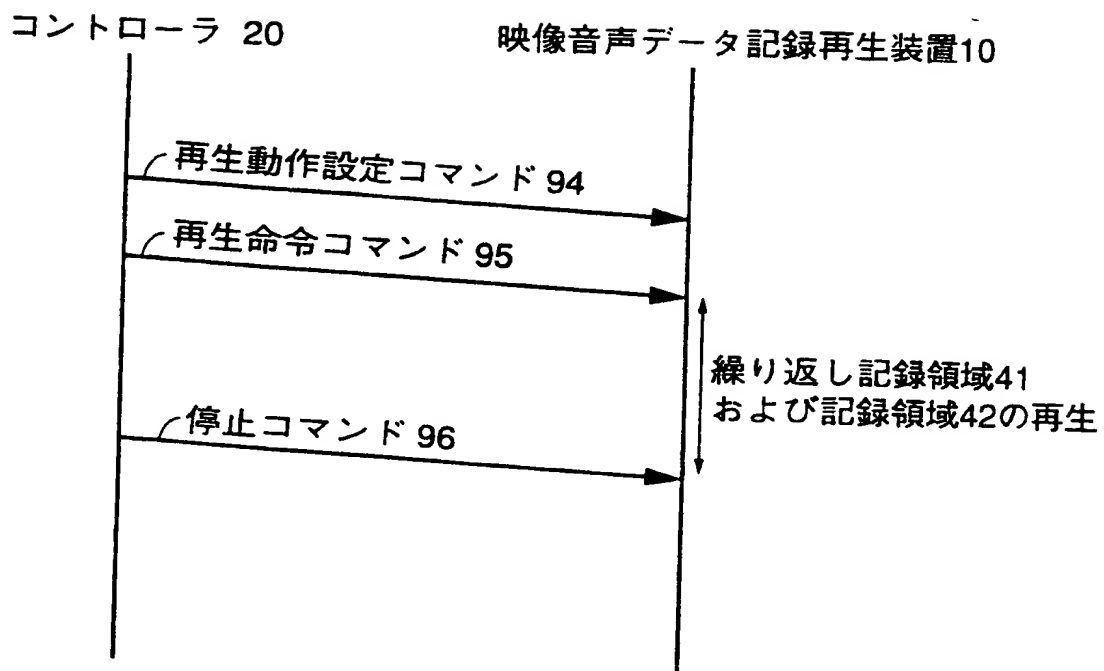 コントローラ 20
映像音声データ記録再生装置10
再生動作設定コマンド 94
再生命令コマンド 95
繰り返し記録領域41
および記録領域42の再生
停止コマンド 96